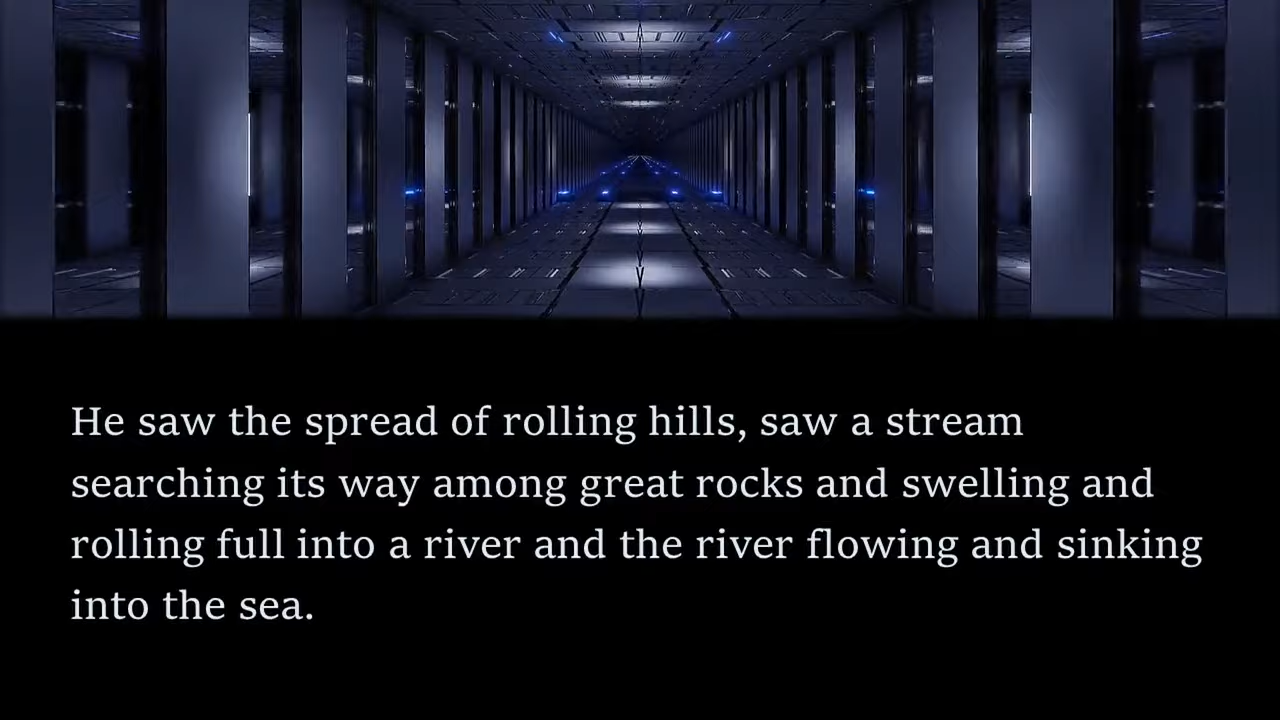 He saw the spread of rolling hills, saw a stream
searching its way among great rocks and swelling and
rolling full into a river and the river flowing and sinking
into the sea.